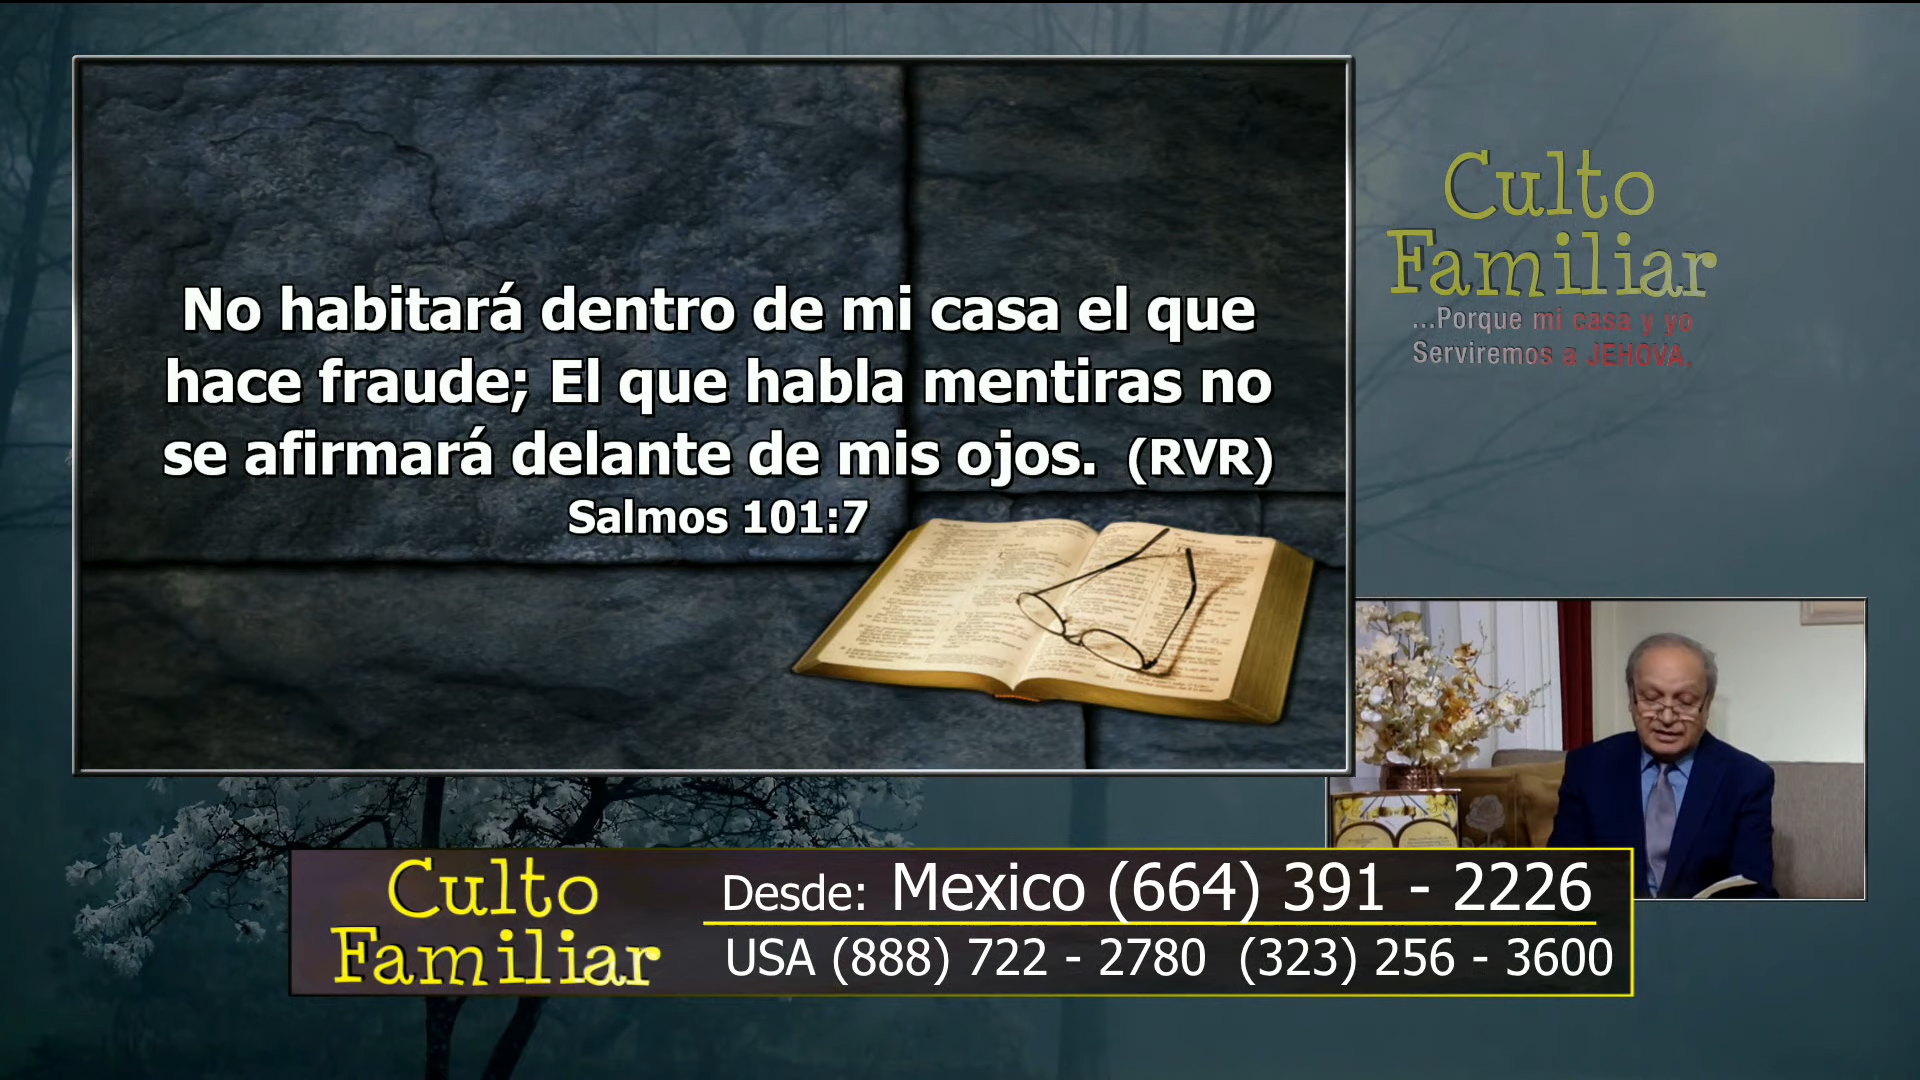 No habitará dentro de mi casa el que
hace fraude; El que habla mentiras no
se afirmará delante de mis ojos. (RVR)
Salmos 101:7
Culto
Familiar
...Porque mi casa y yo
Serviremos a JEHOVA.
Culto
Familiar
Desde: Mexico (664) 391 - 2226
USA (888) 722 - 2780 (323) 256 - 3600